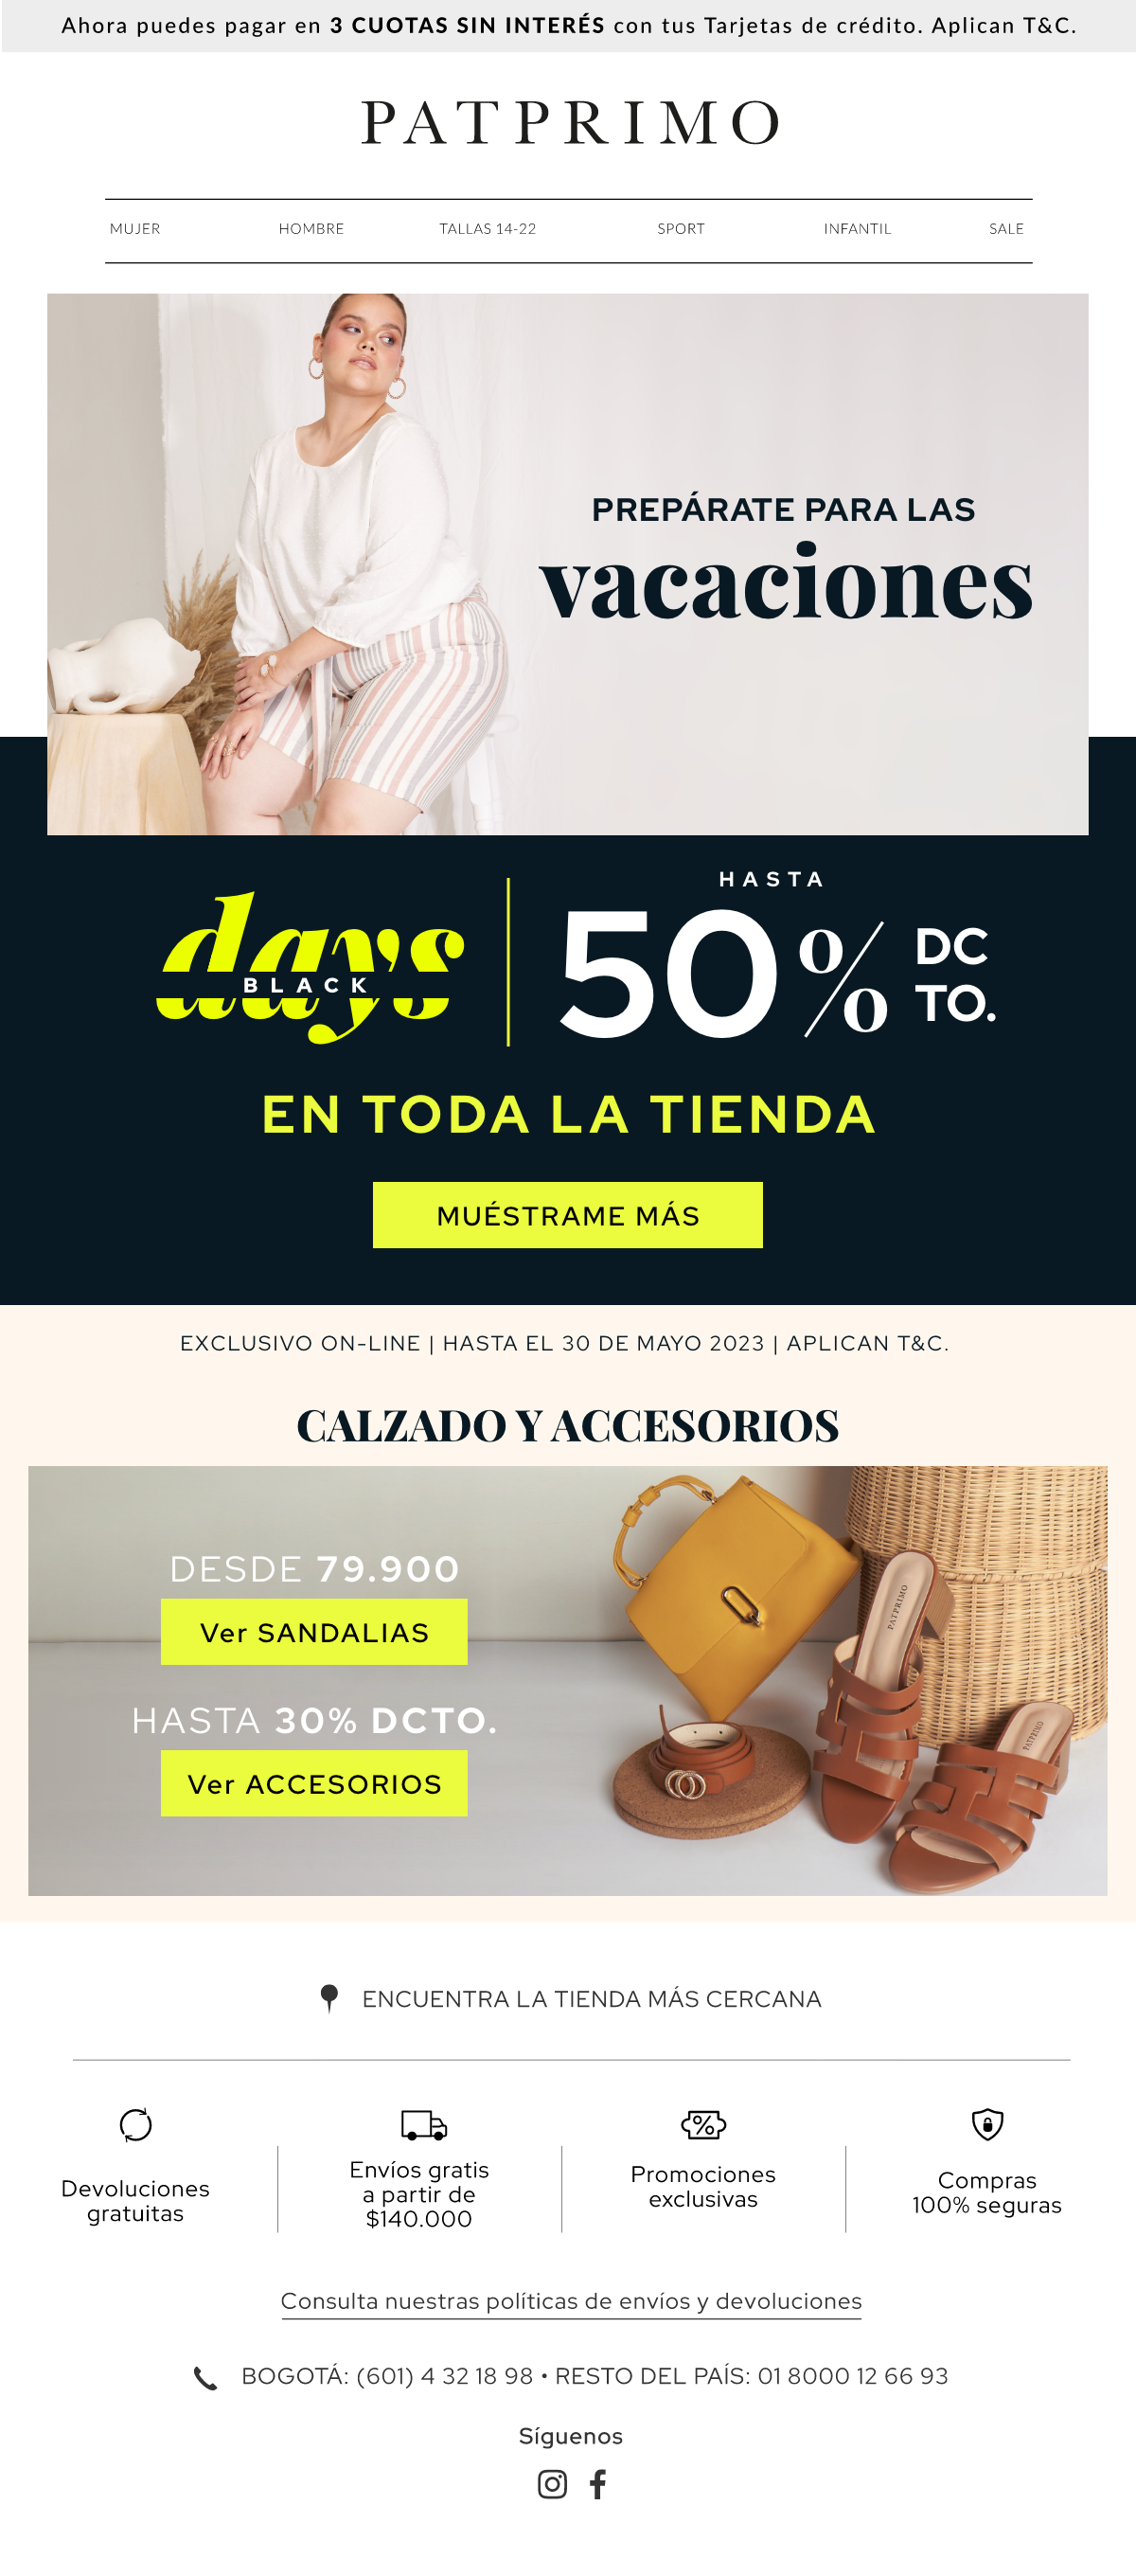 Ahora puedes pagar en 3 CUOTAS SIN INTERÉS con tus Tarjetas de crédito. Aplican T&C.
PATPRIMO
MUJER HOMBRE TALLAS 14-22 SPORT INFANTIL SALE
PREPÁRATE PARA LAS
vacaciones
days
BLACK
HASTA
50% DCTO.
EN TODA LA TIENDA
MUÉSTRAME MÁS
EXCLUSIVO ON-LINE | HASTA EL 30 DE MAYO 2023 | APLICAN T&C.
CALZADO Y ACCESORIOS
DESDE 79.900
Ver SANDALIAS
HASTA 30% DCTO.
Ver ACCESORIOS
PATPRIMO
PATPRIMO
ENCUENTRA LA TIENDA MÁS CERCANA
Devoluciones
gratuitas
Envíos gratis
a partir de
$140.000
Promociones
exclusivas
Compras
100% seguras
Consulta nuestras políticas de envíos y devoluciones
BOGOTÁ: (601) 4 32 18 98 • RESTO DEL PAÍS: 01 8000 12 66 93
Síguenos